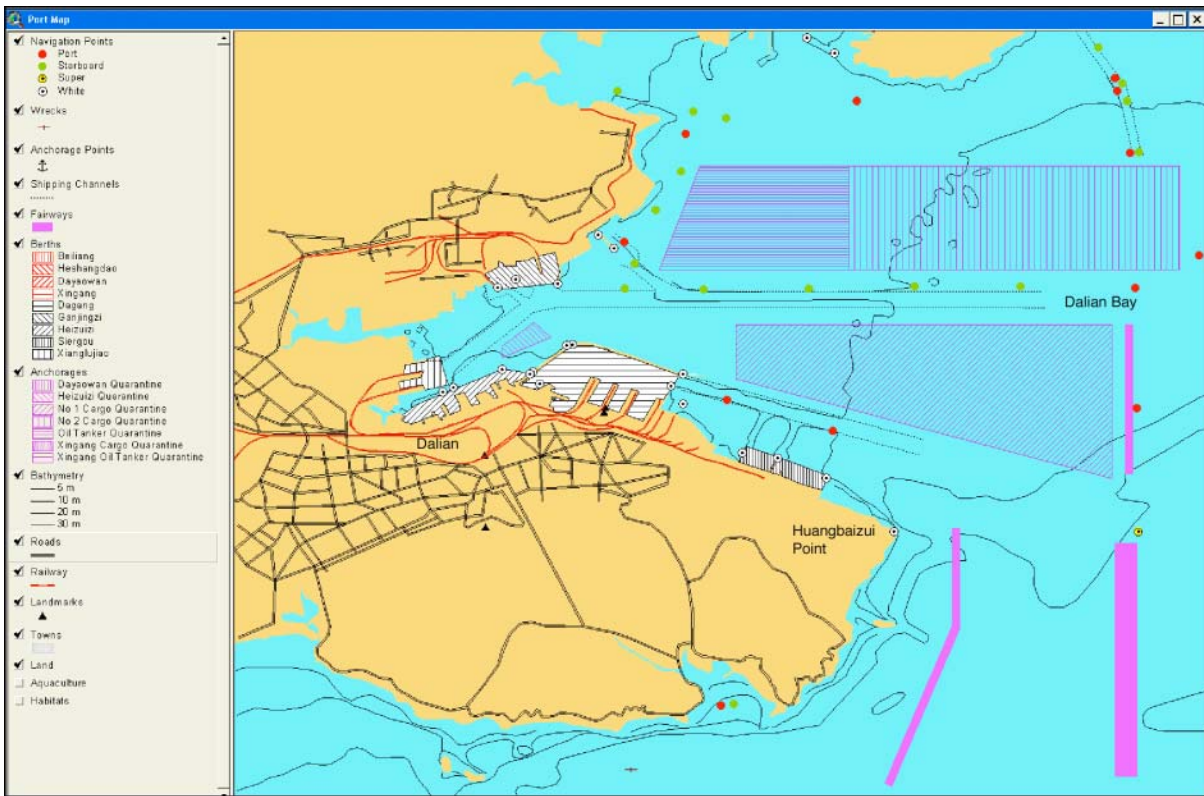 Port Map
Navigation Points
Port
Starboard
Super
White
Wrecks
Anchorage Points
Shipping Channels
Fairways
Berths
Beiliang
Heshangdao
Dayaowan
Xingang
Dagang
Ganjingzi
Heizuizi
Siergou
Xianglujiao
Anchorages
Dayaowan Quarantine
Heizuizi Quarantine
No 1 Cargo Quarantine
No 2 Cargo Quarantine
Oil Tanker Quarantine
Xingang Cargo Quarantine
Xingang Oil Tanker Quarantine
Bathymetry
5 m
10 m
20 m
30 m
Roads
Railway
Landmarks
Towns
Land
Aquaculture
Habitats
Dalian Bay
Dalian
Huangbaizui
Point